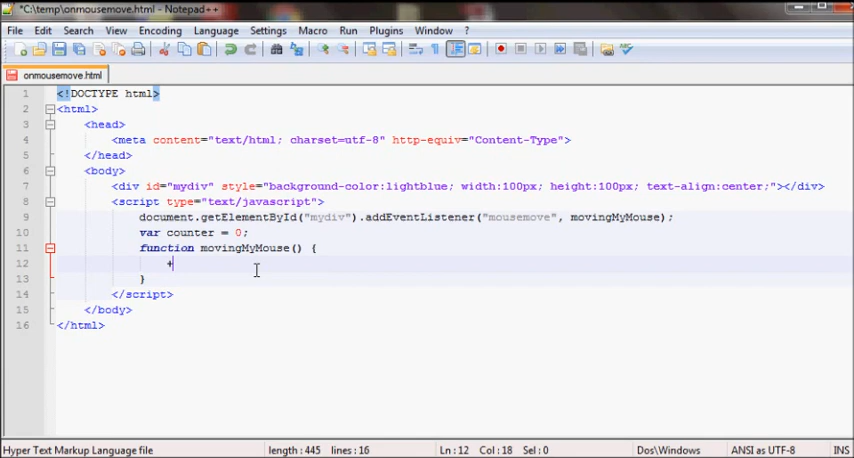 *C:\temp\onmousemove.html - Notepad++
File Edit Search View Encoding Language Settings Macro Run Plugins Window ?
onmousemove.html
1 <!DOCTYPE html>
2 <html>
3 <head>
4 <meta content="text/html; charset=utf-8" http-equiv="Content-Type">
5 </head>
6 <body>
7 <div id="mydiv" style="background-color:lightblue; width:100px; height:100px; text-align:center;"></div>
8 <script type="text/javascript">
9 document.getElementById("mydiv").addEventListener("mousemove", movingMyMouse);
10 var counter = 0;
11 function movingMyMouse() {
12 +
13 }
14 </script>
15 </body>
16 </html>
Hyper Text Markup Language file length : 445 lines : 16 Ln : 12 Col : 18 Sel : 0 Dos\Windows ANSI as UTF-8 INS